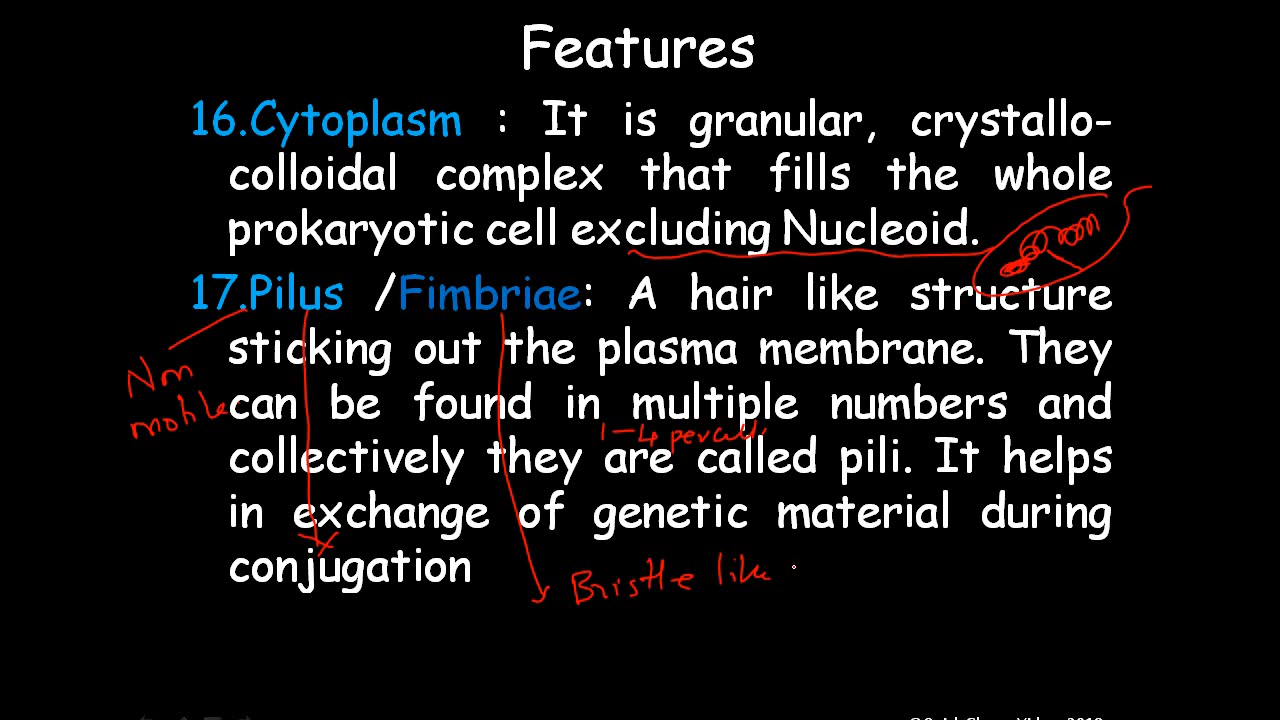 Features
16.Cytoplasm : It is granular, crystallo-
colloidal complex that fills the whole
prokaryotic cell excluding Nucleoid.
17.Pilus /Fimbriae: A hair like structure
sticking out the plasma membrane. They
Non
motile
can be found in multiple numbers and
1-4 per cell.
collectively they are called pili. It helps
in exchange of genetic material during
conjugation
Bristle like